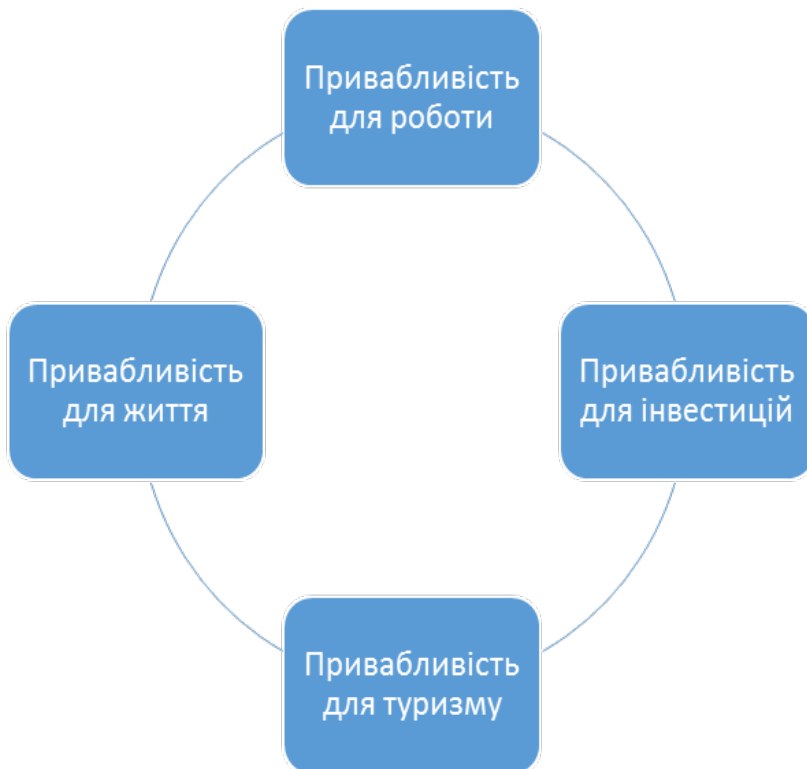 Привабливість
для роботи
Привабливість
для життя
Привабливість
для інвестицій
Привабливість
для туризму